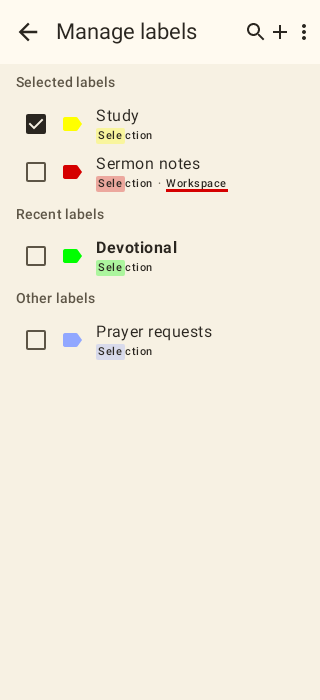 Manage labels
Selected labels
Study
Selection
Sermon notes
Selection · Workspace
Recent labels
Devotional
Selection
Other labels
Prayer requests
Selection